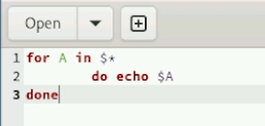 Open
1 for A in $*
2 do echo $A
3 done